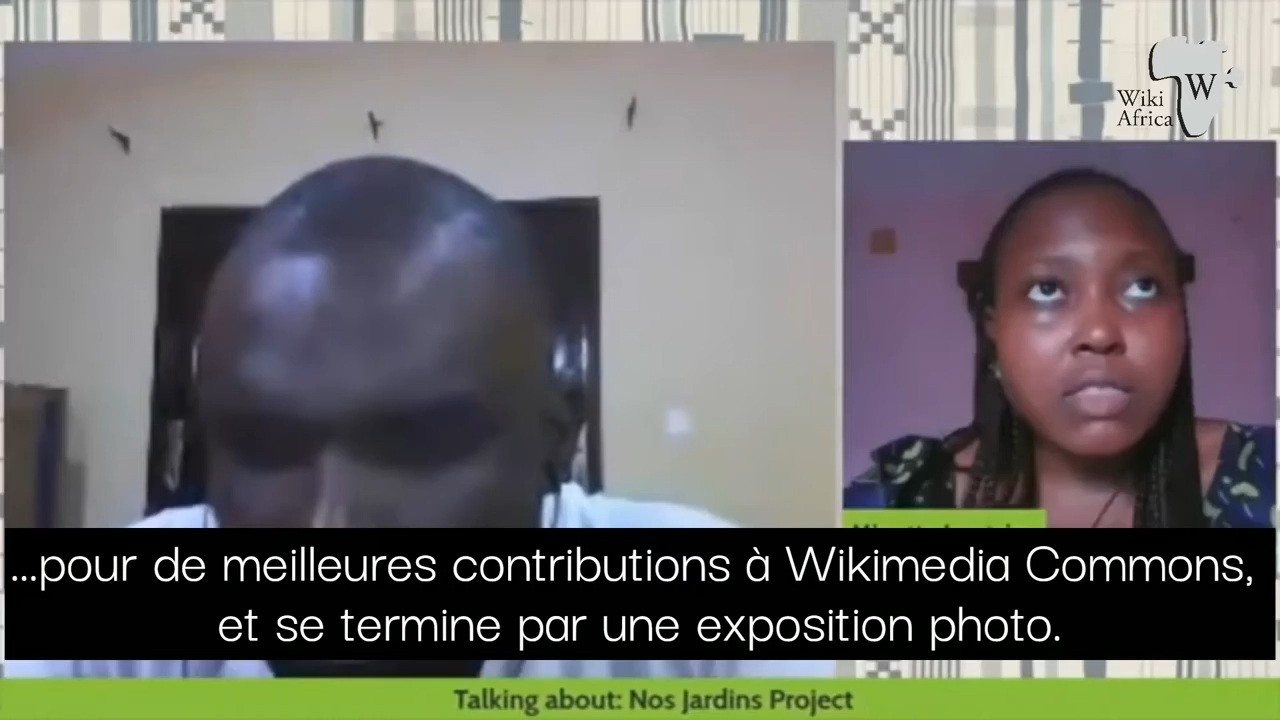 Wiki
Africa
W
...pour de meilleures contributions à Wikimedia Commons,
et se termine par une exposition photo.
Talking about: Nos Jardins Project